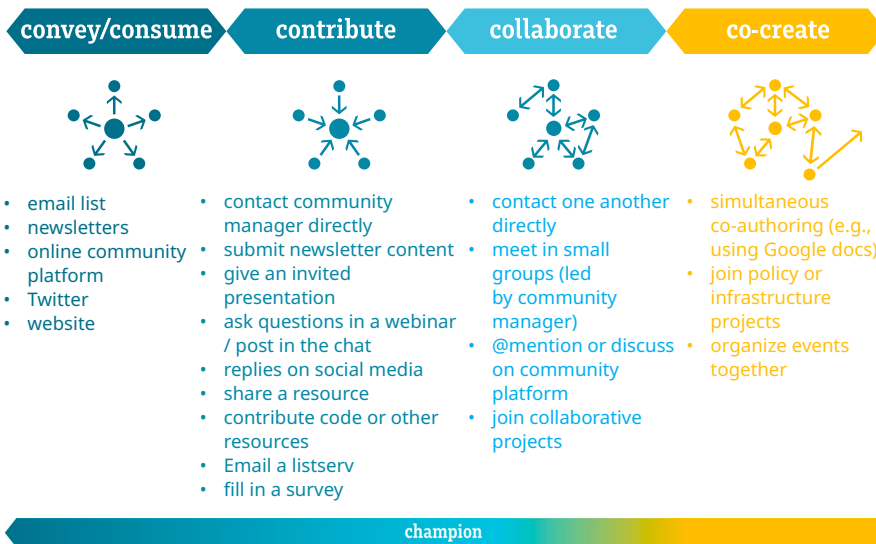 convey/consume
contribute
collaborate
co-create
• email list
• newsletters
• online community
platform
• Twitter
• website
• contact community
manager directly
• submit newsletter content
• give an invited
presentation
• ask questions in a webinar
/ post in the chat
• replies on social media
• share a resource
• contribute code or other
resources
• Email a listserv
• fill in a survey
• contact one another
directly
• meet in small
groups (led
by community
manager)
• @mention or discuss
on community
platform
• join collaborative
projects
• simultaneous
co-authoring (e.g.,
using Google docs)
• join policy or
infrastructure
projects
• organize events
together
champion